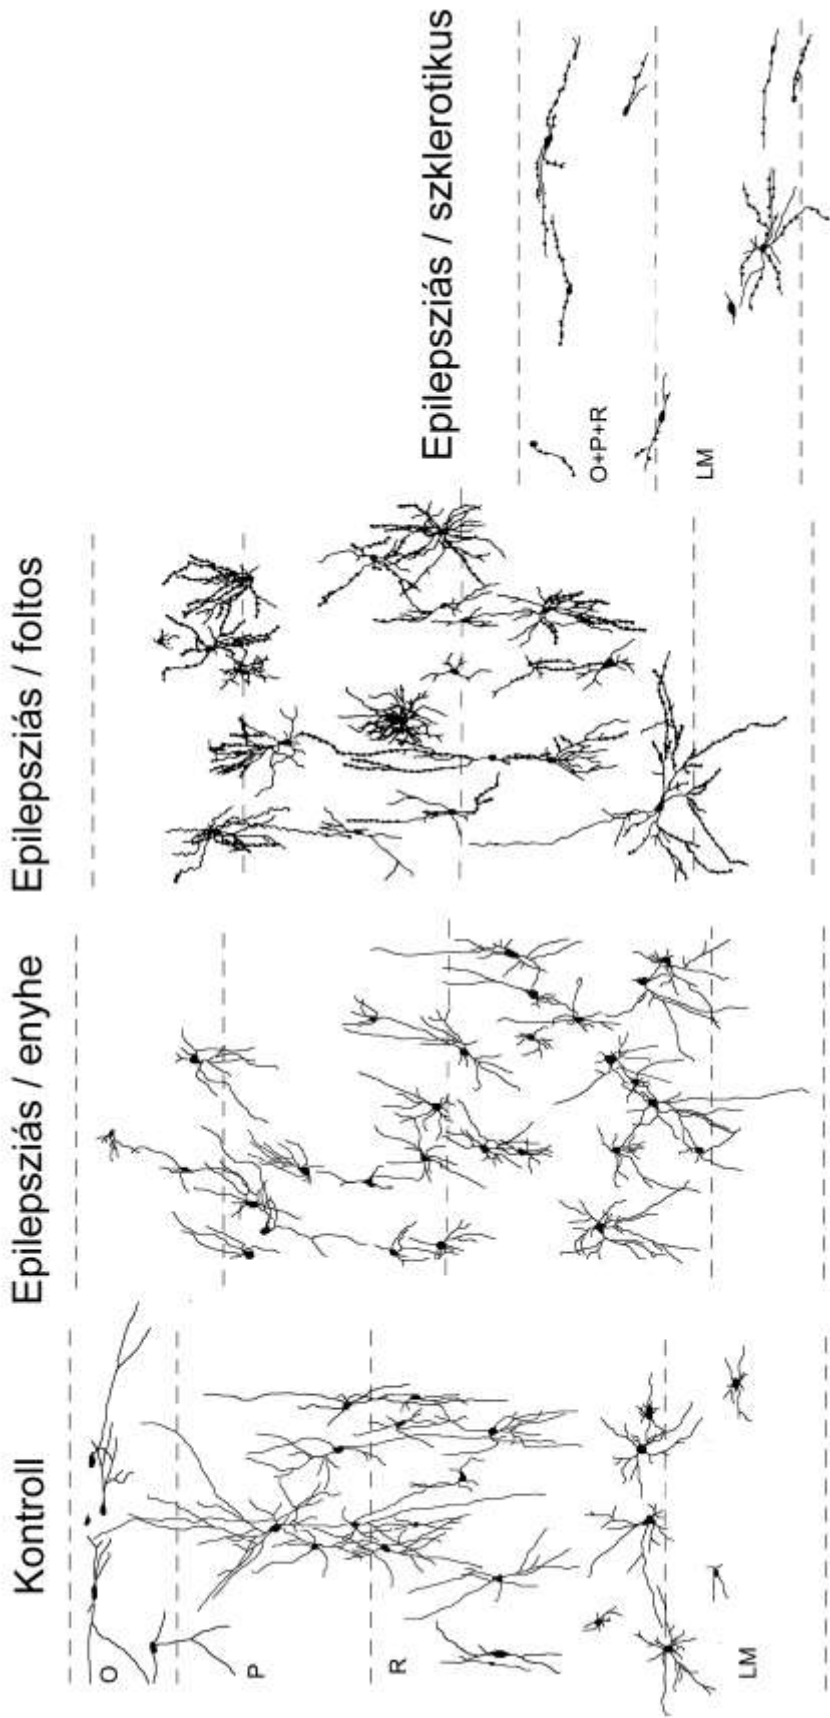 Kontroll
O
P
R
LM
Epilepsziás / enyhe
Epilepsziás / foltos
Epilepsziás / szklerotikus
O+P+R
LM